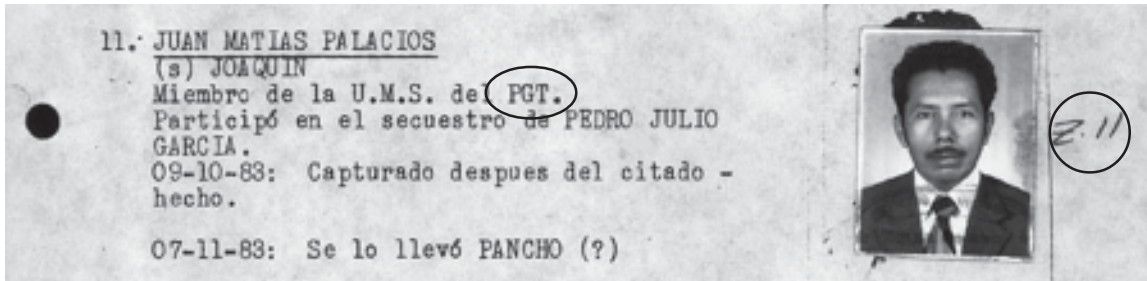 11. JUAN MATIAS PALACIOS
(s) JOAQUIN
Miembro de la U.M.S. del PGT.
Participó en el secuestro de PEDRO JULIO
GARCIA.
09-10-83: Capturado despues del citado -
hecho.
07-11-83: Se lo llevó PANCHO (?)
Z.11